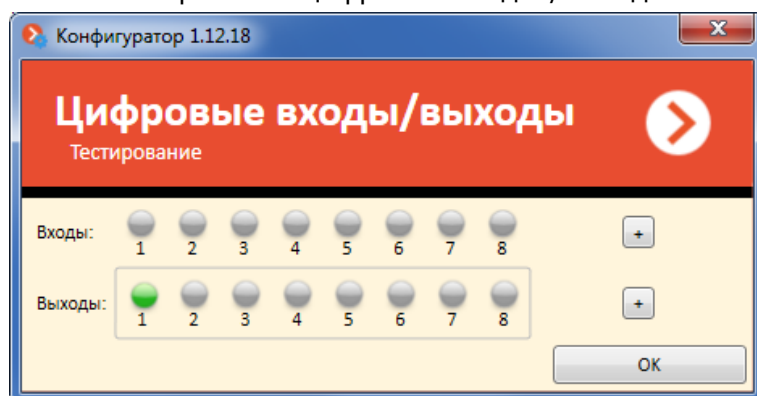 Конфигуратор 1.12.18
Цифровые входы/выходы
Тестирование
Входы:
1 2 3 4 5 6 7 8
+
Выходы:
1 2 3 4 5 6 7 8
+
OK